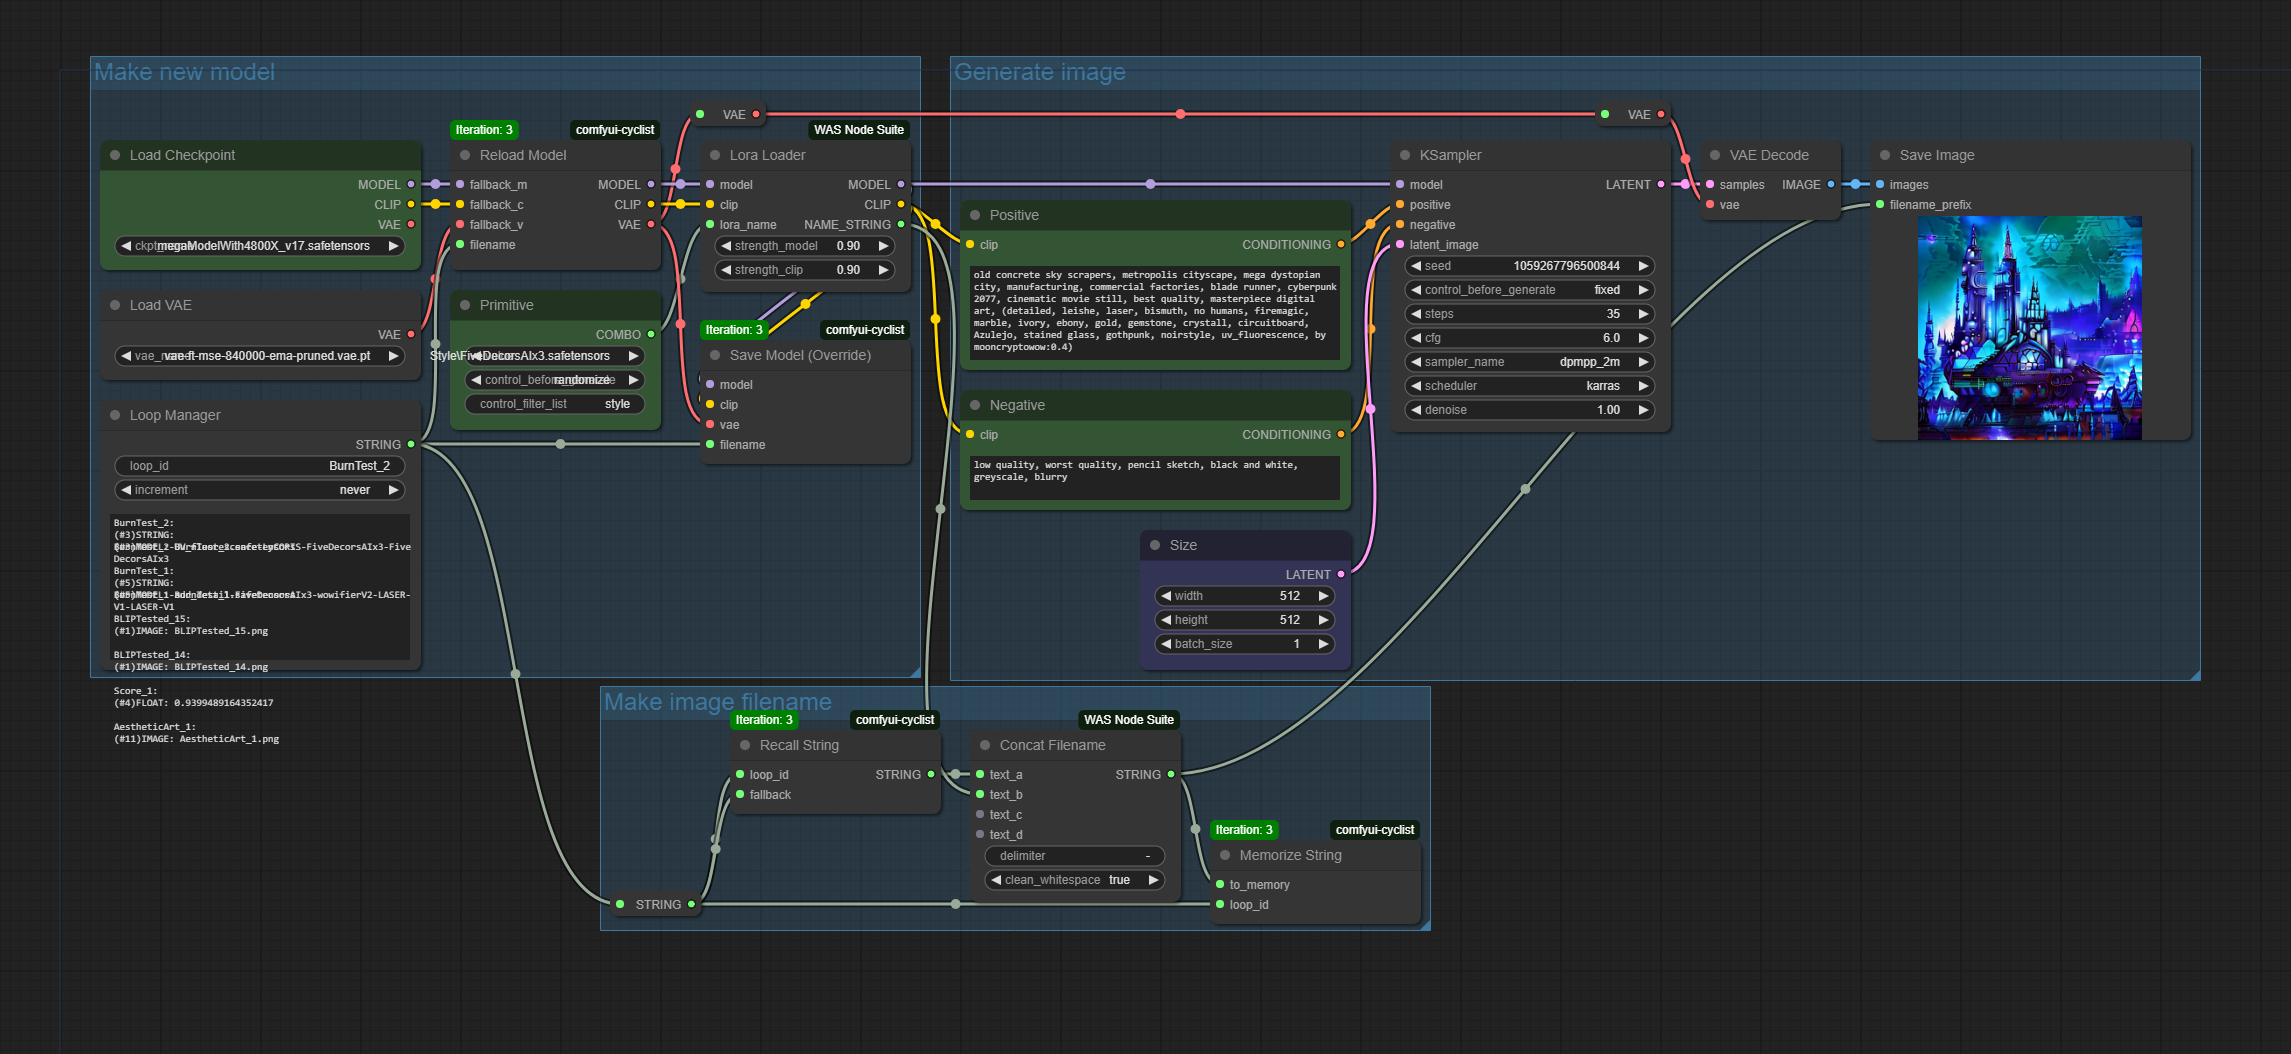 Make new model
Load Checkpoint
MODEL
CLIP
VAE
megaModelWith4800X_v17.safetensors
Load VAE
VAE
vae-ft-mse-840000-ema-pruned.vae.pt
Loop Manager
STRING
loop_id BurnTest_2
increment never
BurnTest_2:
(#3)STRING:
DecorsAIx3
BurnTest_1:
(#5)STRING:
V1-LASER-V1
BLIPTested_15:
(#1)IMAGE: BLIPTested_15.png
BLIPTested_14:
(#1)IMAGE: BLIPTested_14.png
Score_1:
(#4)FLOAT: 0.9399489164352417
AestheticArt_1:
(#11)IMAGE: AestheticArt_1.png
Iteration: 3 comfyui-cyclist
Reload Model
fallback_m MODEL
fallback_c CLIP
fallback_v VAE
filename
Primitive
COMBO
Style\FiveDecorsAIx3.safetensors
randomize
control_filter_list style
VAE
WAS Node Suite
Lora Loader
model MODEL
clip CLIP
lora_name NAME_STRING
strength_model 0.90
strength_clip 0.90
Iteration: 3 comfyui-cyclist
Save Model (Override)
model
clip
vae
filename
Generate image
Positive
clip CONDITIONING
old concrete sky scrapers, metropolis cityscape, mega dystopian
city, manufacturing, commercial factories, blade runner, cyberpunk
2077, cinematic movie still, best quality, masterpiece digital
art, (detailed, leishe, laser, bismuth, no humans, firemagic,
marble, ivory, ebony, gold, gemstone, crystall, circuitboard,
Azulejo, stained glass, gothpunk, noirstyle, uv_fluorescence, by
mooncryptowow:0.4)
Negative
clip CONDITIONING
low quality, worst quality, pencil sketch, black and white,
greyscale, blurry
Size
LATENT
width 512
height 512
batch_size 1
KSampler
model LATENT
positive
negative
latent_image
seed 1059267796500844
control_before_generate fixed
steps 35
cfg 6.0
sampler_name dpmpp_2m
scheduler karras
denoise 1.00
VAE
VAE Decode
samples IMAGE
vae
Save Image
images
filename_prefix
Make image filename
Iteration: 3 comfyui-cyclist
Recall String
loop_id STRING
fallback
WAS Node Suite
Concat Filename
text_a STRING
text_b
text_c
text_d
delimiter -
clean_whitespace true
Iteration: 3 comfyui-cyclist
Memorize String
to_memory
loop_id
STRING